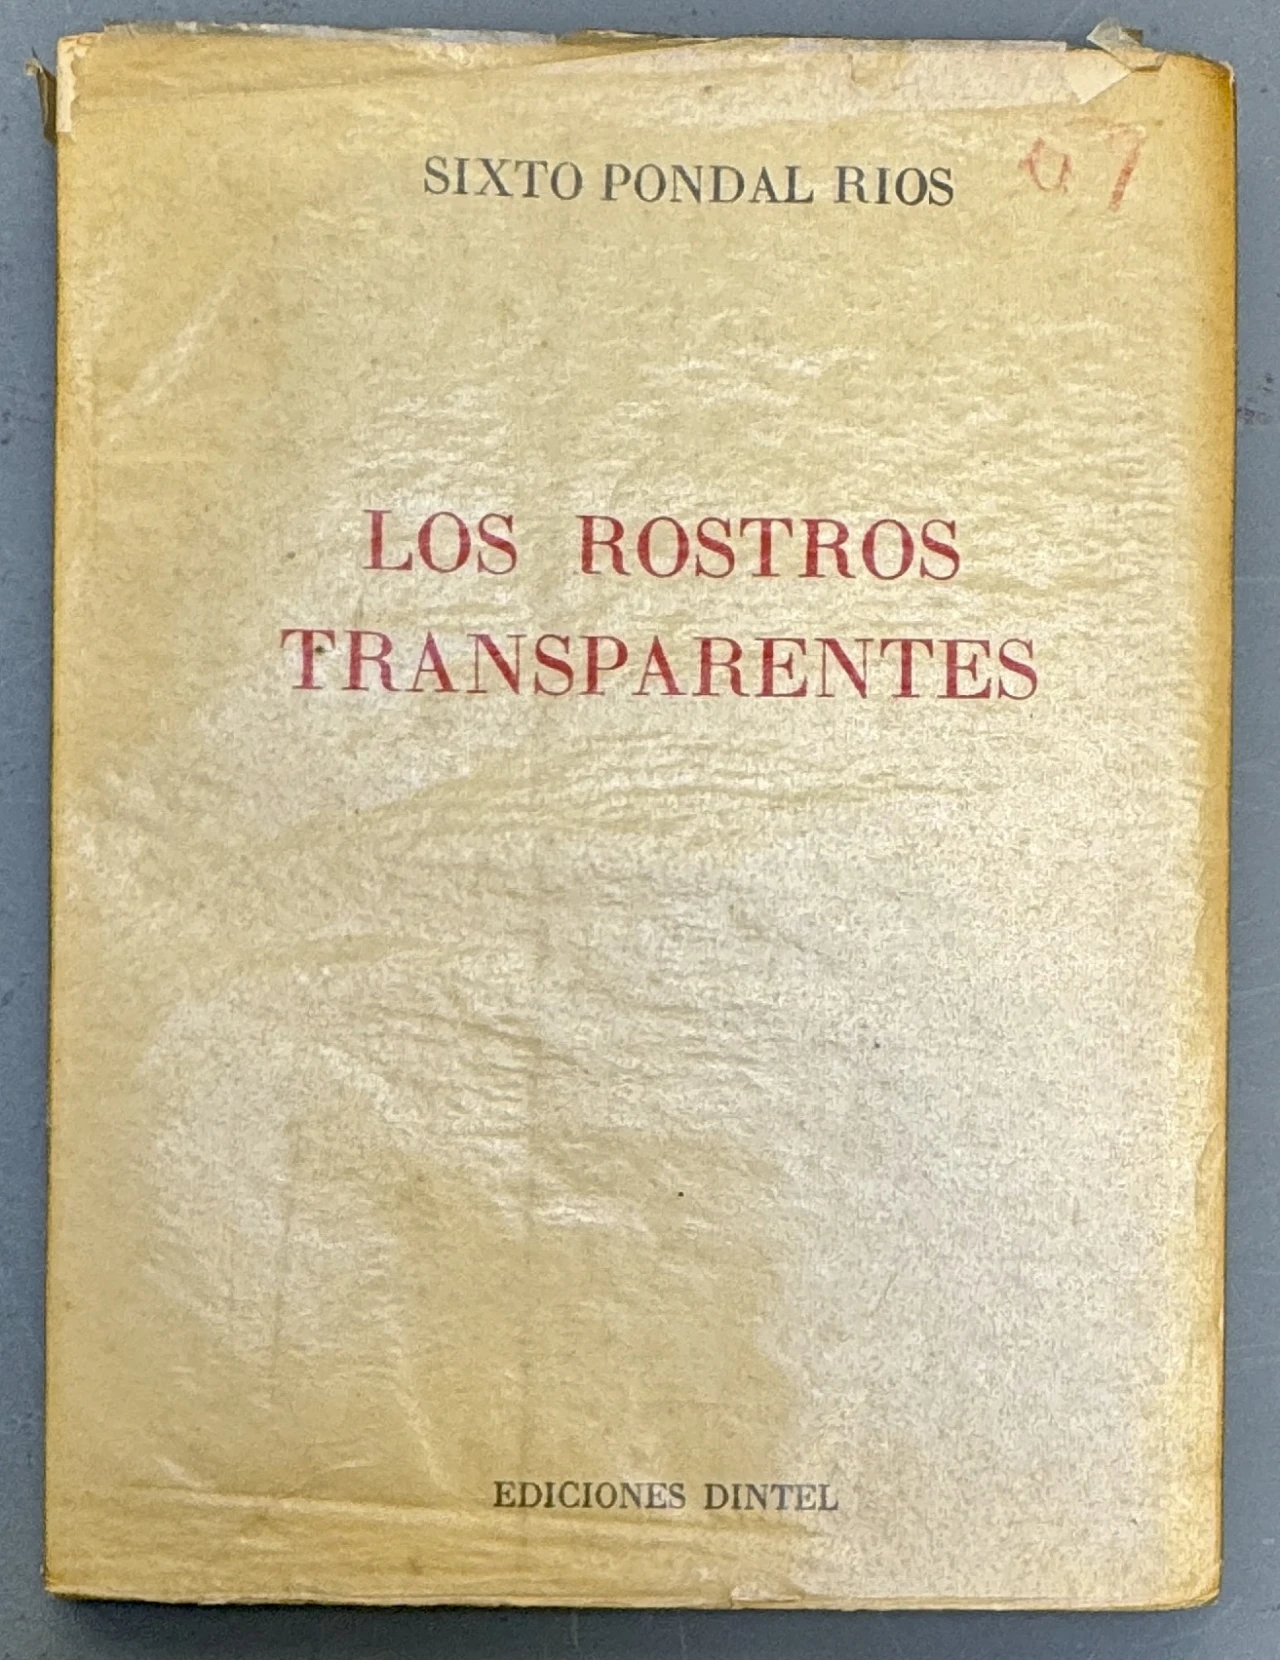 SIXTO PONDAL RIOS
LOS ROSTROS
TRANSPARENTES
EDICIONES DINTEL